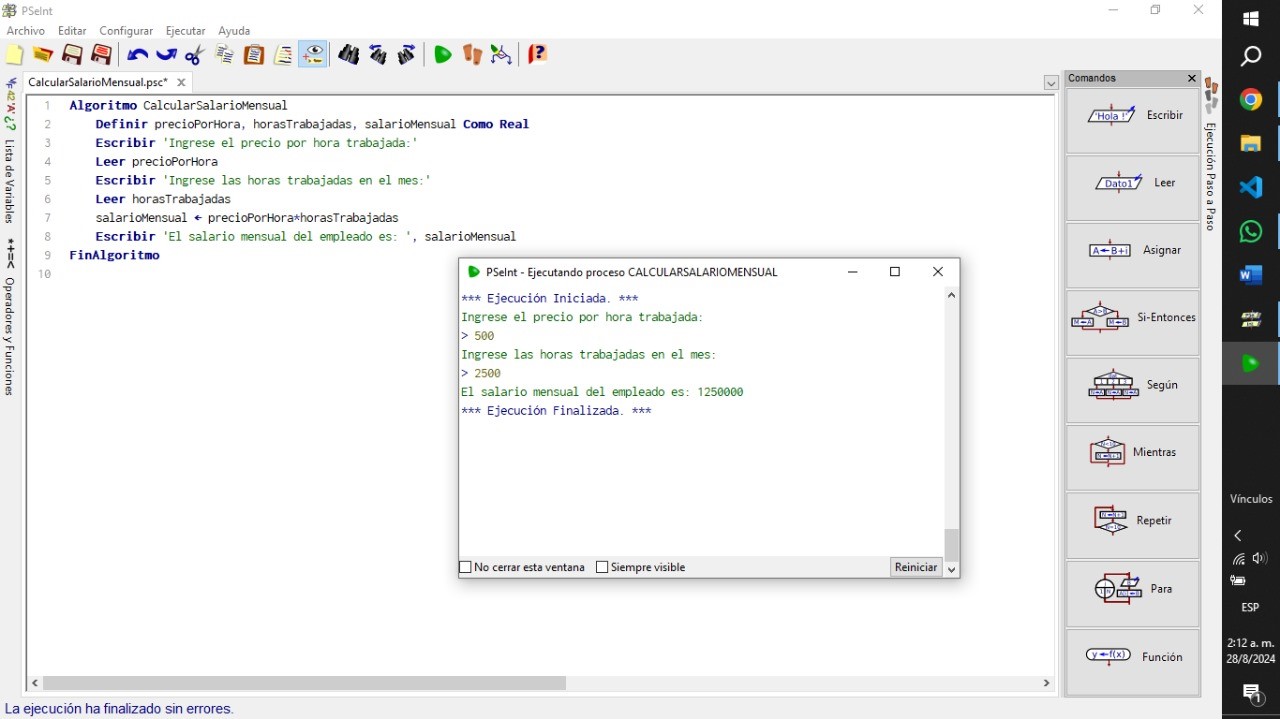 PSeInt
Archivo Editar Configurar Ejecutar Ayuda
CalcularSalarioMensual.psc*
1 Algoritmo CalcularSalarioMensual
2 Definir precioPorHora, horasTrabajadas, salarioMensual Como Real
3 Escribir 'Ingrese el precio por hora trabajada:'
4 Leer precioPorHora
5 Escribir 'Ingrese las horas trabajadas en el mes:'
6 Leer horasTrabajadas
7 salarioMensual ← precioPorHora*horasTrabajadas
8 Escribir 'El salario mensual del empleado es: ', salarioMensual
9 FinAlgoritmo
10
Lista de Variables
*+=< Operadores y Funciones
PSeInt - Ejecutando proceso CALCULARSALARIOMENSUAL
*** Ejecución Iniciada. ***
Ingrese el precio por hora trabajada:
> 500
Ingrese las horas trabajadas en el mes:
> 2500
El salario mensual del empleado es: 1250000
*** Ejecución Finalizada. ***
No cerrar esta ventana Siempre visible Reiniciar
Comandos
'Hola !' Escribir
Dato1 Leer
A←B+i Asignar
Si-Entonces
Según
Mientras
Repetir
Para
y←f(x) Función
Ejecución Paso a Paso
Vínculos
ESP
2:12 a. m.
28/8/2024
1
La ejecución ha finalizado sin errores.